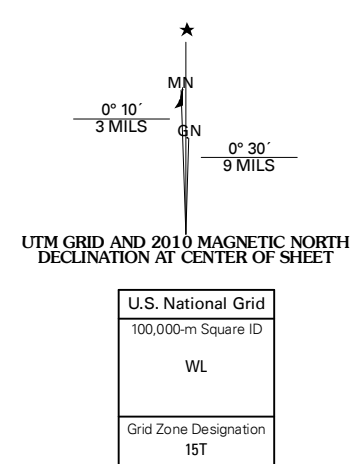 MN
0° 10´
3 MILS
GN
0° 30´
9 MILS
UTM GRID AND 2010 MAGNETIC NORTH
DECLINATION AT CENTER OF SHEET
U.S. National Grid
100,000-m Square ID
WL
Grid Zone Designation
15T